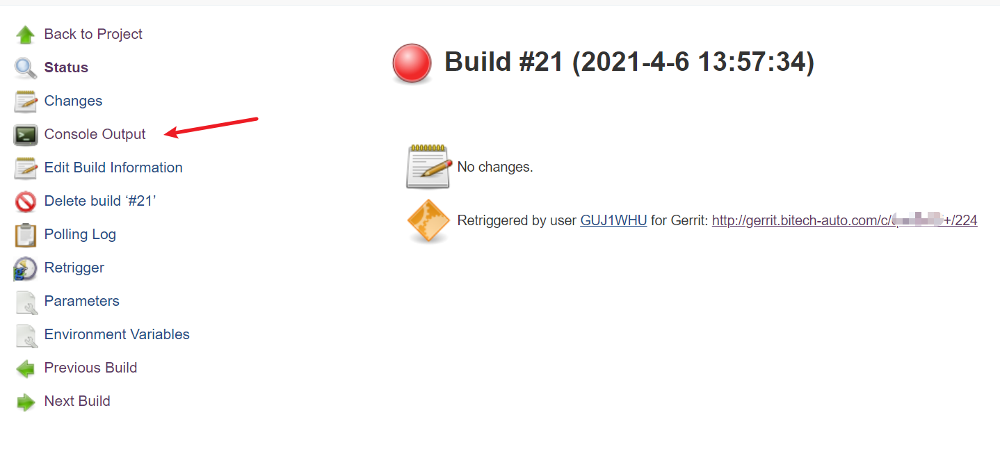 Back to Project
Status
Changes
Console Output
Edit Build Information
Delete build ‘#21’
Polling Log
Retrigger
Parameters
Environment Variables
Previous Build
Next Build
Build #21 (2021-4-6 13:57:34)
No changes.
Retriggered by user GUJ1WHU for Gerrit: http://gerrit.bitech-auto.com/c/ +/224